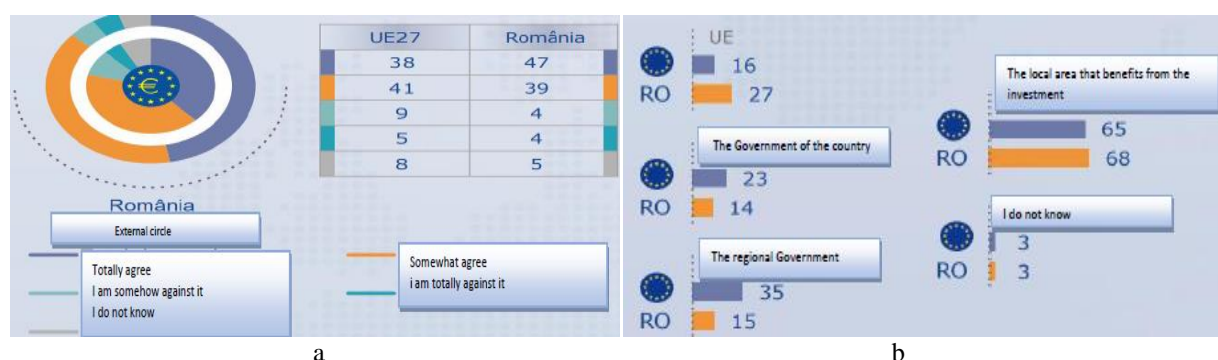 UE27 România
38 47
41 39
9 4
5 4
8 5
€
România
External circle
Totally agree
I am somehow against it
I do not know
Somewhat agree
i am totally against it
a
UE
16
RO 27
The Government of the country
23
RO 14
The regional Government
35
RO 15
The local area that benefits from the
investment
65
RO 68
I do not know
3
RO 3
b